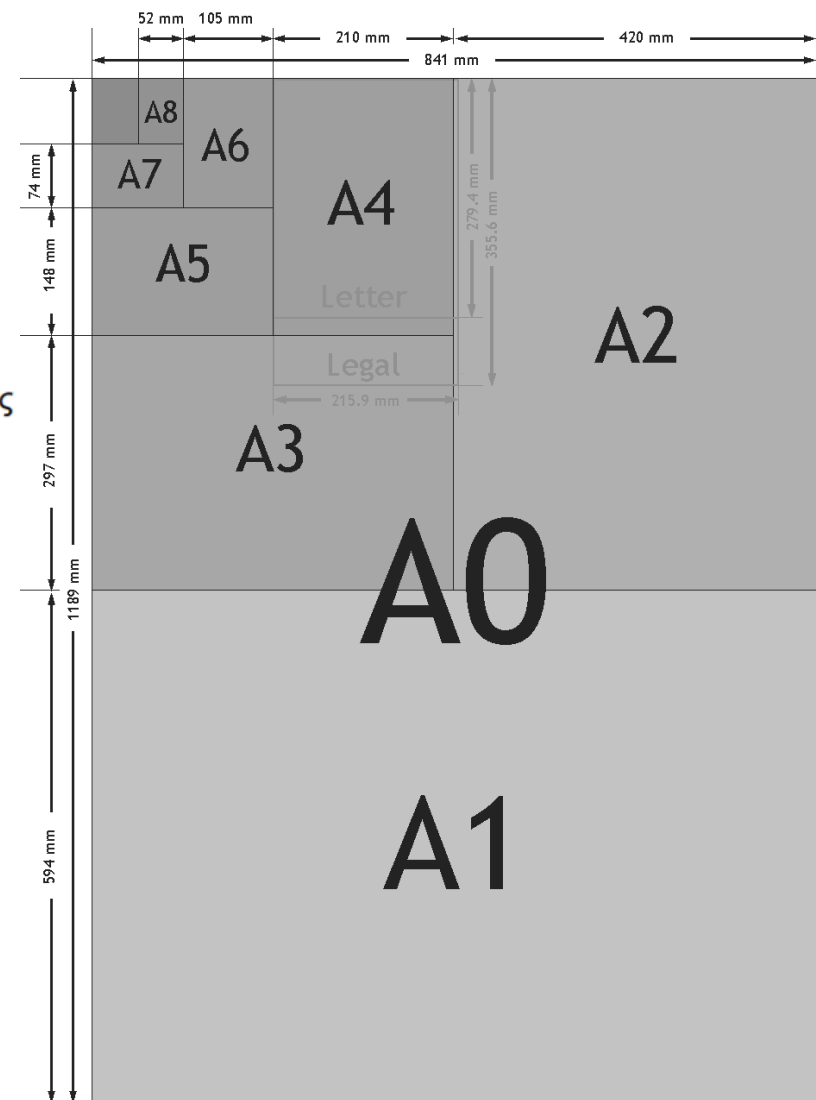 52 mm 105 mm
210 mm 420 mm
841 mm
A8
A6
A7
A4
A5
74 mm
148 mm
279.4 mm
355.6 mm
Letter
A2
Legal
215.9 mm
ς
A3
297 mm
A0
1189 mm
A1
594 mm